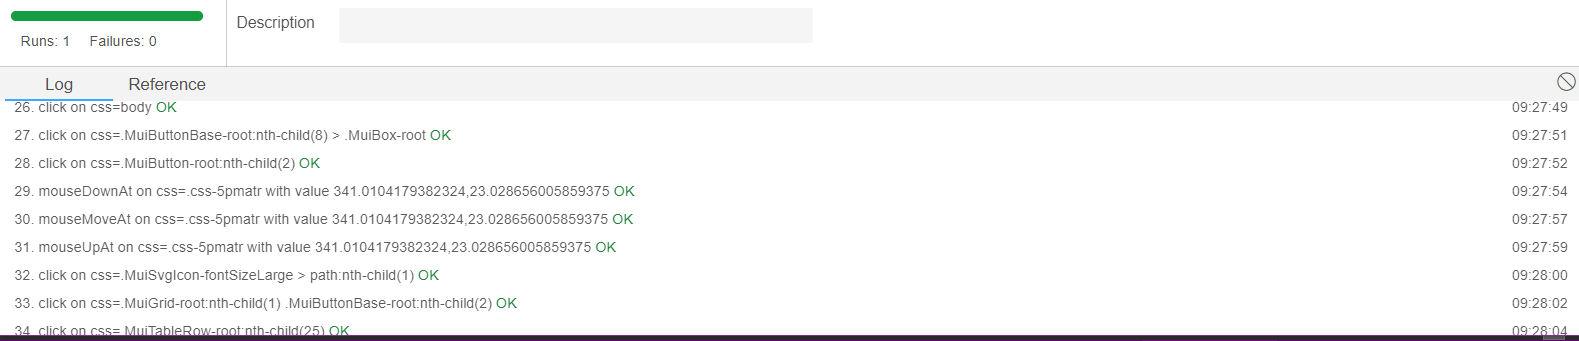 Runs: 1 Failures: 0
Description
Log Reference
26. click on css=body OK 09:27:49
27. click on css=.MuiButtonBase-root:nth-child(8) > .MuiBox-root OK 09:27:51
28. click on css=.MuiButton-root:nth-child(2) OK 09:27:52
29. mouseDownAt on css=.css-5pmatr with value 341.0104179382324,23.028656005859375 OK 09:27:54
30. mouseMoveAt on css=.css-5pmatr with value 341.0104179382324,23.028656005859375 OK 09:27:57
31. mouseUpAt on css=.css-5pmatr with value 341.0104179382324,23.028656005859375 OK 09:27:59
32. click on css=.MuiSvgIcon-fontSizeLarge > path:nth-child(1) OK 09:28:00
33. click on css=.MuiGrid-root:nth-child(1) .MuiButtonBase-root:nth-child(2) OK 09:28:02
34. click on css=.MuiTableRow-root:nth-child(25) OK 09:28:04